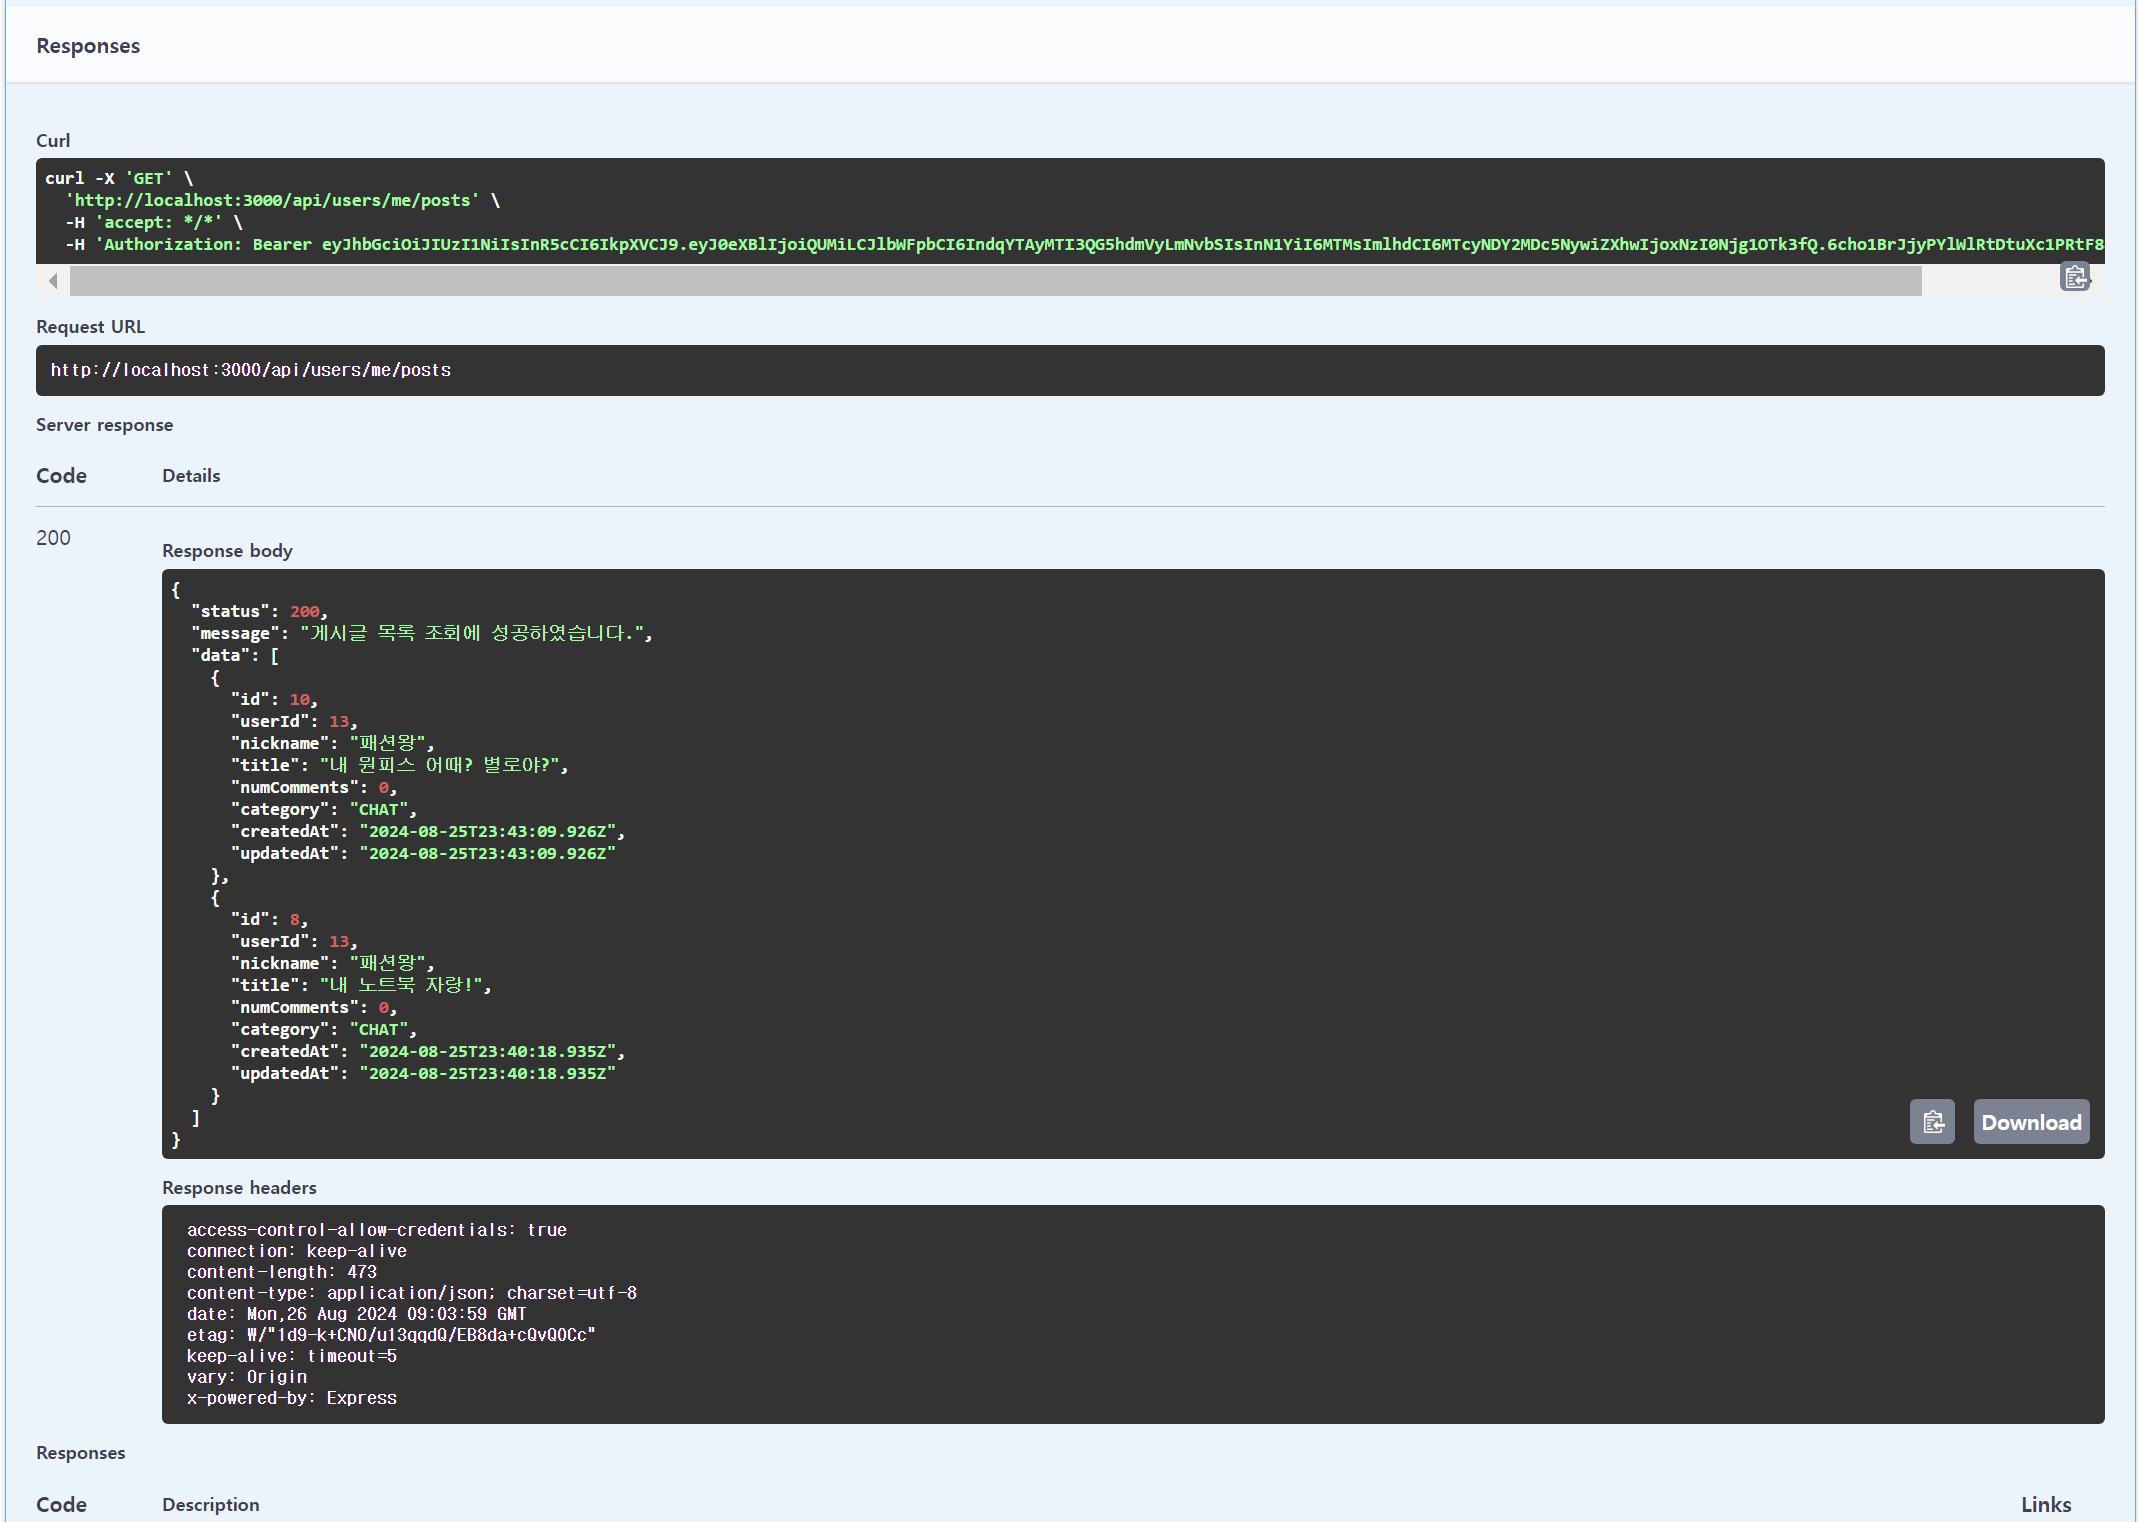 Responses
Curl
curl -X 'GET' \
'http://localhost:3000/api/users/me/posts' \
-H 'accept: */*' \
-H 'Authorization: Bearer eyJhbGciOiJIUzI1NiIsInR5cCI6IkpXVCJ9.eyJ0eXBlIjoiQUMiLCJlbWFpbCI6IndqYTAyMTI3QG5hdmVyLmNvbSIsInN1YiI6MTMsImlhdCI6MTcyNDY2MDc5NywiZXhwIjoxNzI0Njg1OTk3fQ.6cho1BrJjyPYlWlRtDtuXc1PRtF8
Request URL
http://localhost:3000/api/users/me/posts
Server response
Code Details
200
Response body
{
"status": 200,
"message": "게시글 목록 조회에 성공하였습니다.",
"data": [
{
"id": 10,
"userId": 13,
"nickname": "패션왕",
"title": "내 원피스 어때? 별로야?",
"numComments": 0,
"category": "CHAT",
"createdAt": "2024-08-25T23:43:09.926Z",
"updatedAt": "2024-08-25T23:43:09.926Z"
},
{
"id": 8,
"userId": 13,
"nickname": "패션왕",
"title": "내 노트북 자랑!",
"numComments": 0,
"category": "CHAT",
"createdAt": "2024-08-25T23:40:18.935Z",
"updatedAt": "2024-08-25T23:40:18.935Z"
}
]
}
Download
Response headers
access-control-allow-credentials: true
connection: keep-alive
content-length: 473
content-type: application/json; charset=utf-8
date: Mon,26 Aug 2024 09:03:59 GMT
etag: W/"1d9-k+CNO/u13qqdQ/EB8da+cQvQ0Cc"
keep-alive: timeout=5
vary: Origin
x-powered-by: Express
Responses
Code Description Links